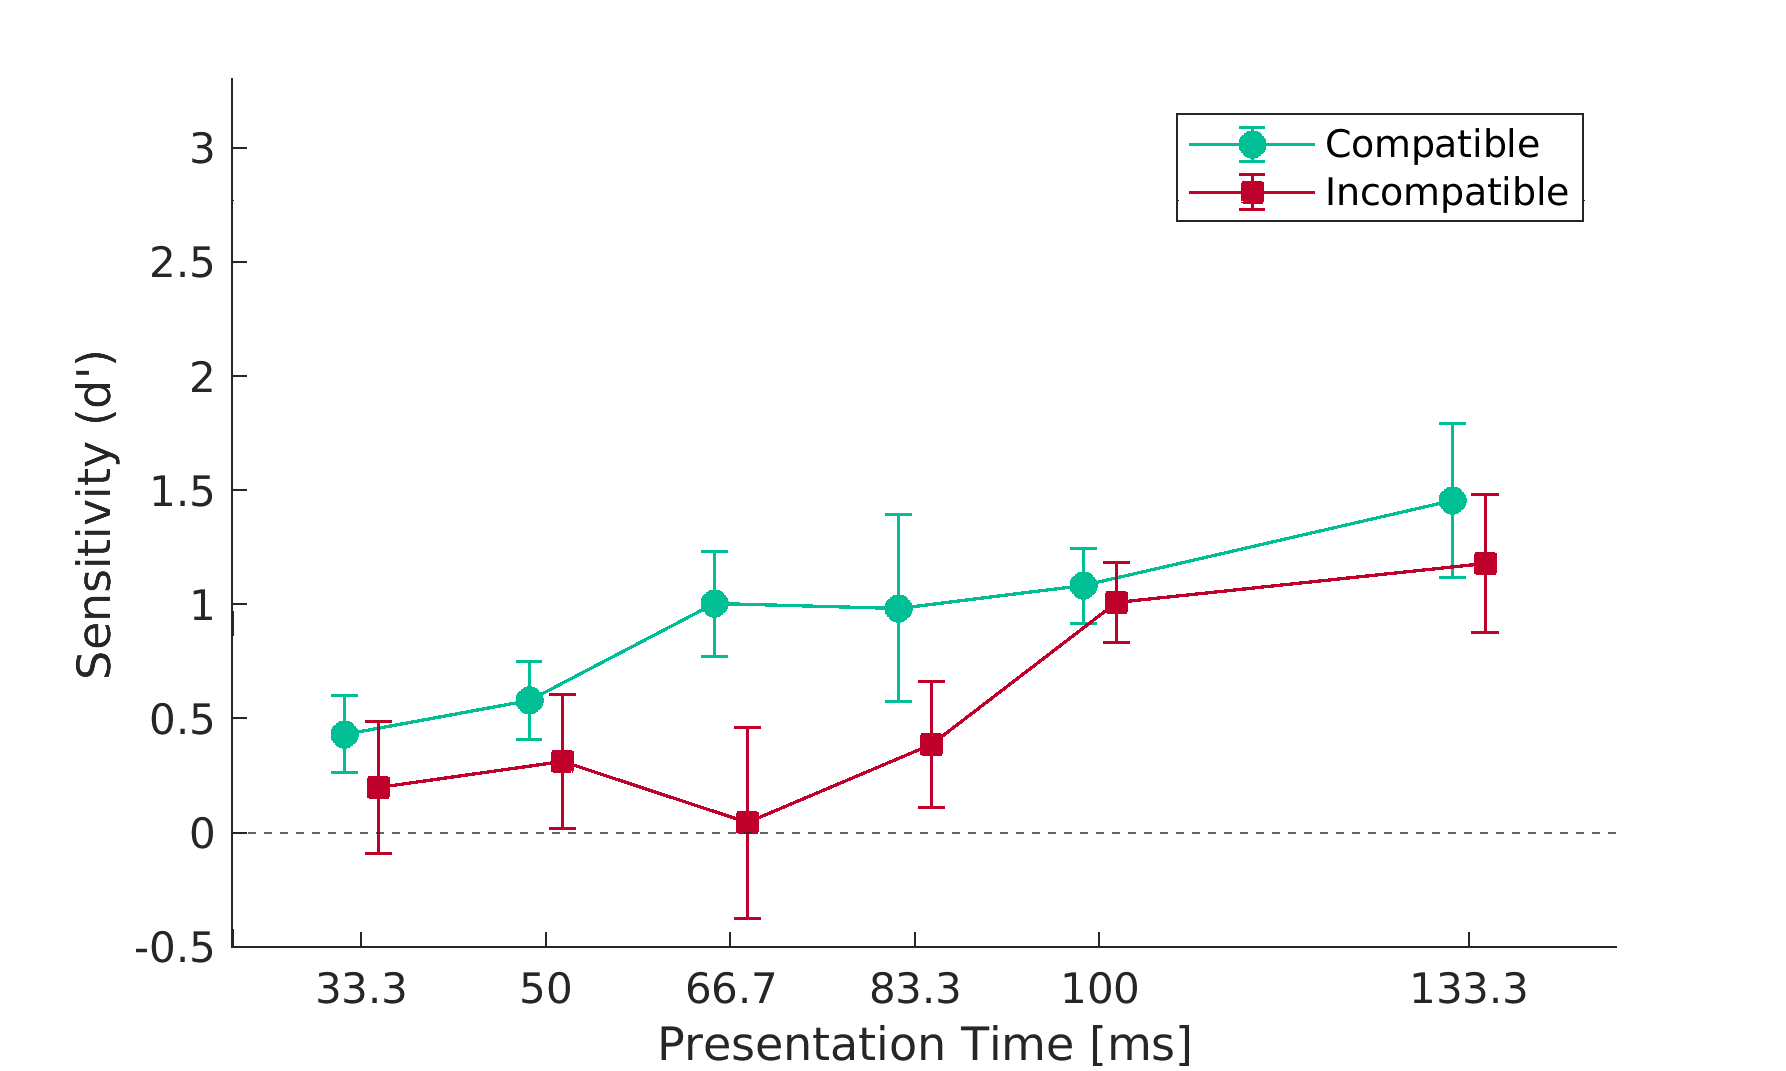 Compatible
Incompatible
3
2.5
2
1.5
1
0.5
0
-0.5
Sensitivity (d')
33.3 50 66.7 83.3 100 133.3
Presentation Time [ms]